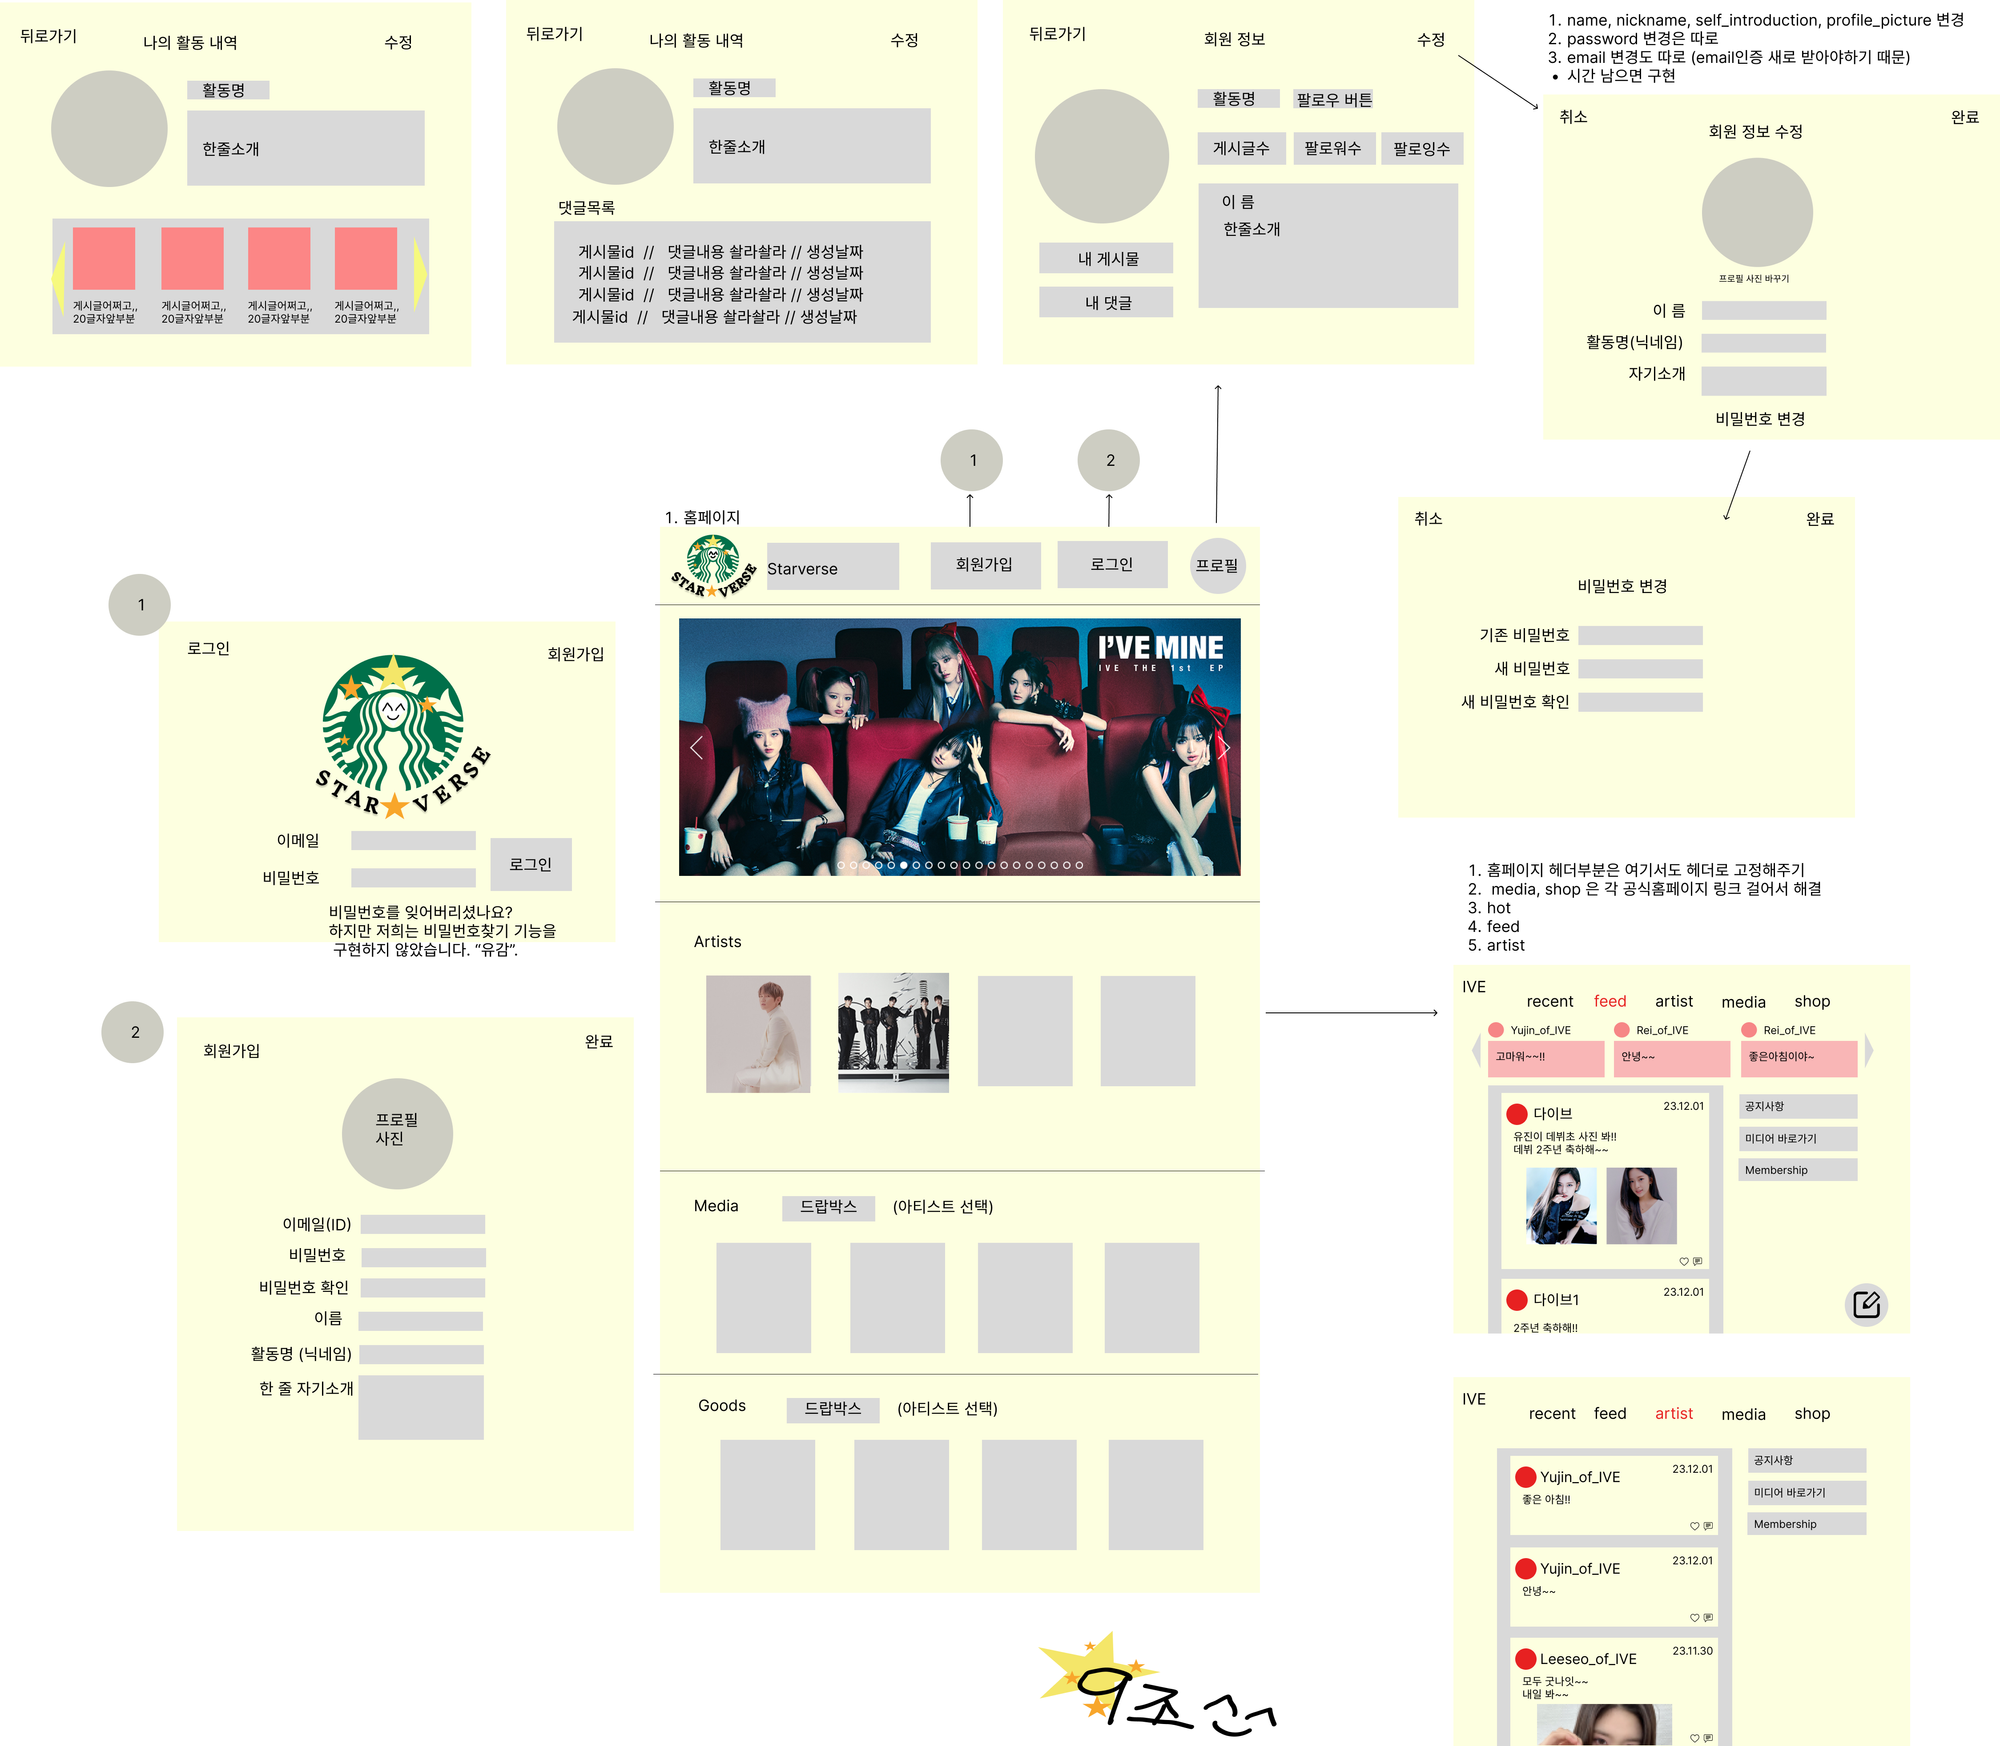 뒤로가기
나의 활동 내역
수정
활동명
한줄소개
게시글어쩌고,,
20글자앞부분
게시글어쩌고,,
20글자앞부분
게시글어쩌고,,
20글자앞부분
게시글어쩌고,,
20글자앞부분
뒤로가기
나의 활동 내역
수정
활동명
한줄소개
댓글목록
게시물id // 댓글내용 솰라솰라 // 생성날짜
게시물id // 댓글내용 솰라솰라 // 생성날짜
게시물id // 댓글내용 솰라솰라 // 생성날짜
게시물id // 댓글내용 솰라솰라 // 생성날짜
뒤로가기
회원 정보
수정
활동명
팔로우 버튼
게시글수
팔로워수
팔로잉수
이 름
한줄소개
내 게시물
내 댓글
1. name, nickname, self_introduction, profile_picture 변경
2. password 변경은 따로
3. email 변경도 따로 (email인증 새로 받아야하기 때문)
• 시간 남으면 구현
취소
회원 정보 수정
완료
프로필 사진 바꾸기
이 름
활동명(닉네임)
자기소개
비밀번호 변경
취소
완료
비밀번호 변경
기존 비밀번호
새 비밀번호
새 비밀번호 확인
1
2
1. 홈페이지
STAR★VERSE
Starverse
회원가입
로그인
프로필
I'VE MINE
IVE THE 1st EP
Artists
Media
드랍박스
(아티스트 선택)
Goods
드랍박스
(아티스트 선택)
1
로그인
회원가입
STAR★VERSE
이메일
비밀번호
로그인
비밀번호를 잊어버리셨나요?
하지만 저희는 비밀번호찾기 기능을
구현하지 않았습니다. “유감”.
2
회원가입
완료
프로필
사진
이메일(ID)
비밀번호
비밀번호 확인
이름
활동명 (닉네임)
한 줄 자기소개
1. 홈페이지 헤더부분은 여기서도 헤더로 고정해주기
2. media, shop 은 각 공식홈페이지 링크 걸어서 해결
3. hot
4. feed
5. artist
IVE
recent feed artist media shop
Yujin_of_IVE
고마워~~!!
Rei_of_IVE
안녕~~
Rei_of_IVE
좋은아침이야~
다이브
23.12.01
유진이 데뷔초 사진 봐!!
데뷔 2주년 축하해~~
공지사항
미디어 바로가기
Membership
다이브1
23.12.01
2주년 축하해!!
IVE
recent feed artist media shop
Yujin_of_IVE
23.12.01
좋은 아침!!
공지사항
미디어 바로가기
Membership
Yujin_of_IVE
23.12.01
안녕~~
Leeseo_of_IVE
23.11.30
모두 굿나잇~~
내일 봐~~